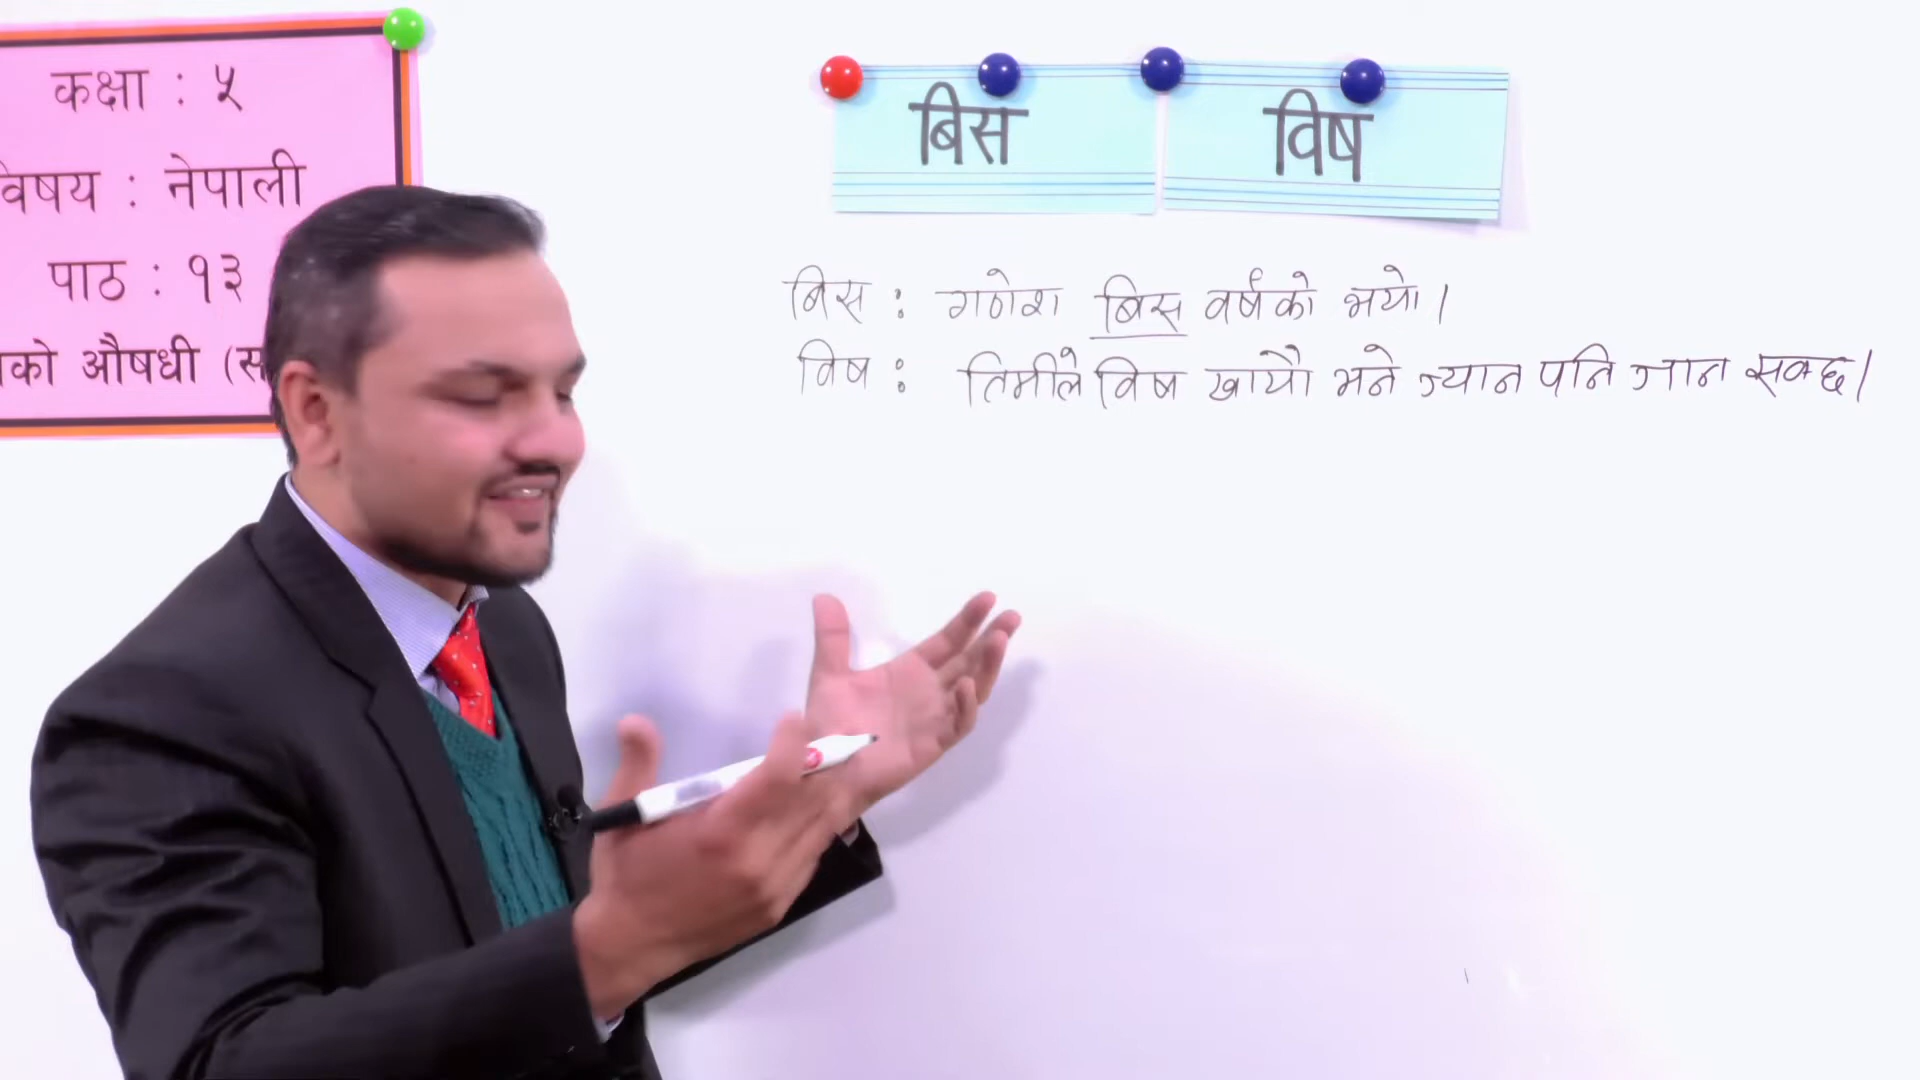 कक्षा : ५
विषय : नेपाली
पाठ : १३
को औषधी
बिस
विष
बिस : गणेश बिस वर्षको भयो।
विष : तिमीले विष खायौ भने ज्यान पनि जान सक्छ।